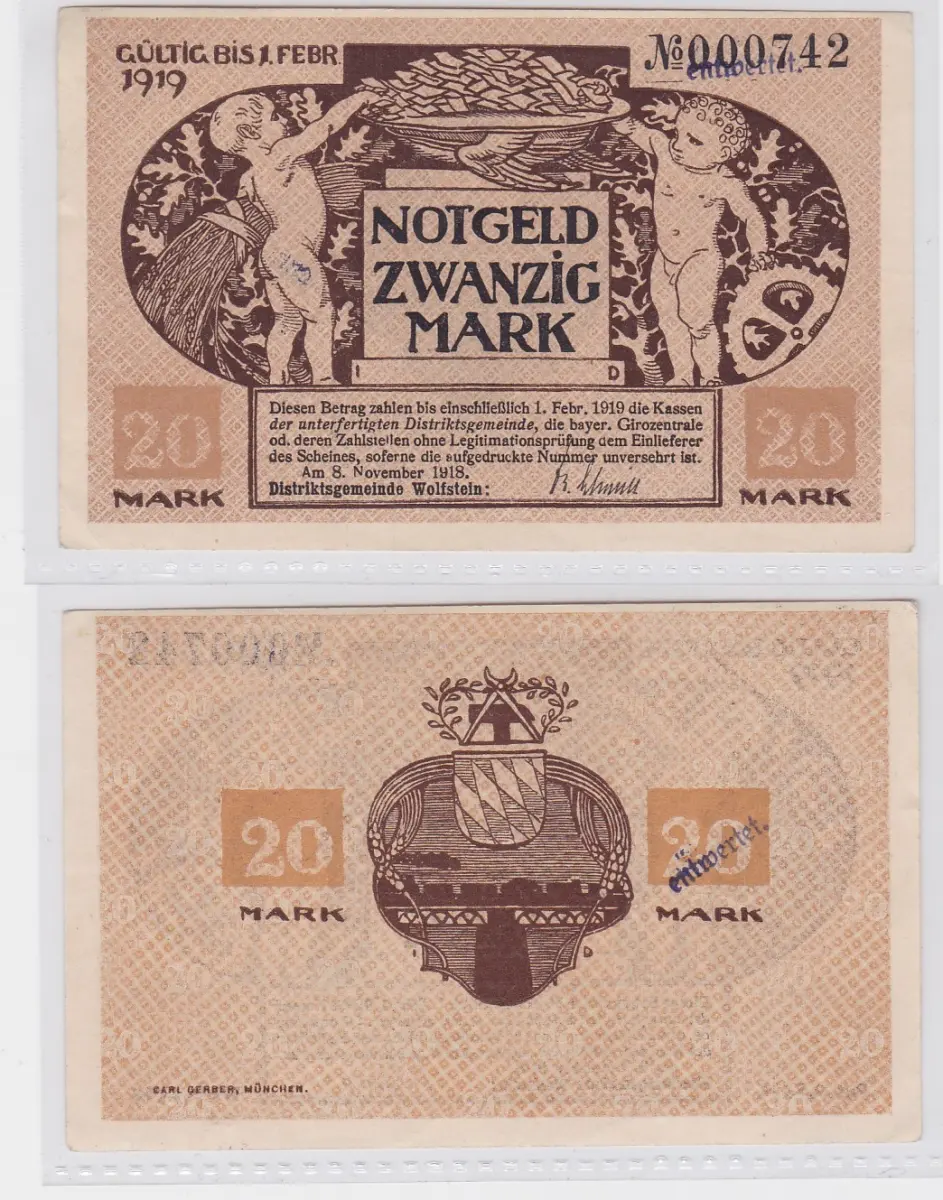 GÜLTIG BIS 1. FEBR.
1919
№ 000742
entwertet.
NOTGELD
ZWANZIG
MARK
I D
20
MARK
Diesen Betrag zahlen bis einschließlich 1. Febr. 1919 die Kassen
der unterfertigten Distriktsgemeinde, die bayer. Girozentrale
od. deren Zahlstellen ohne Legitimationsprüfung dem Einlieferer
des Scheines, soferne die aufgedruckte Nummer unversehrt ist.
Am 8. November 1918.
Distriktsgemeinde Wolfstein:
20
MARK
20
MARK
I D
20
MARK
entwertet.
CARL GERBER, MÜNCHEN.